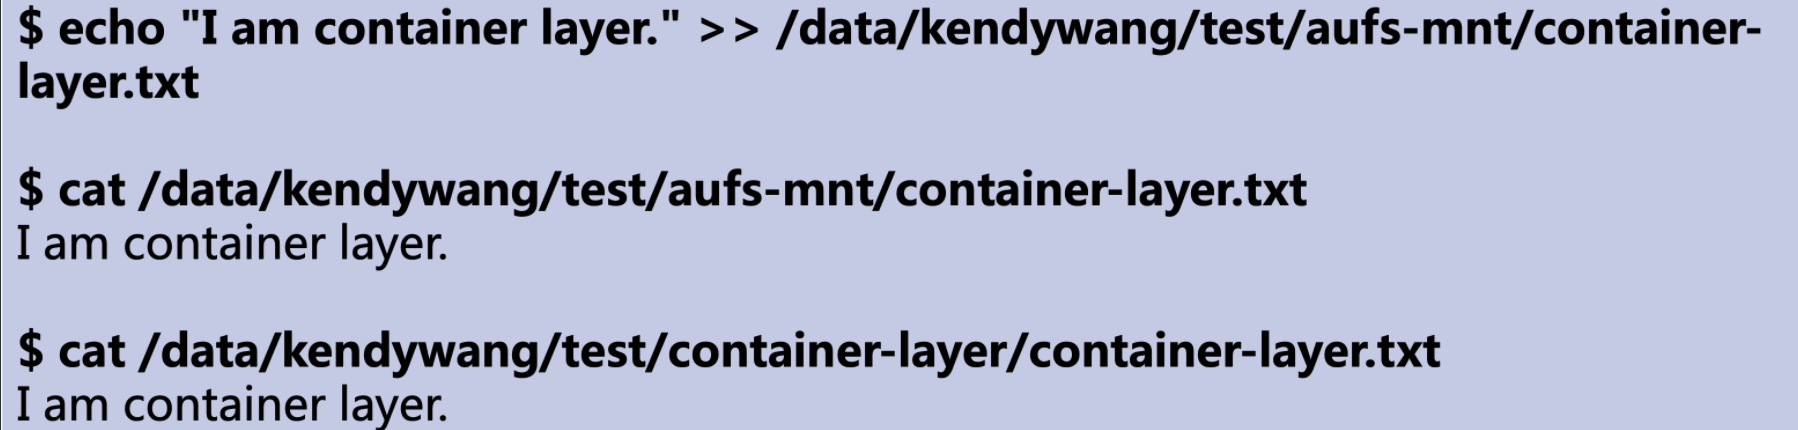 $ echo "I am container layer." >> /data/kendywang/test/aufs-mnt/container-
layer.txt
$ cat /data/kendywang/test/aufs-mnt/container-layer.txt
I am container layer.
$ cat /data/kendywang/test/container-layer/container-layer.txt
I am container layer.